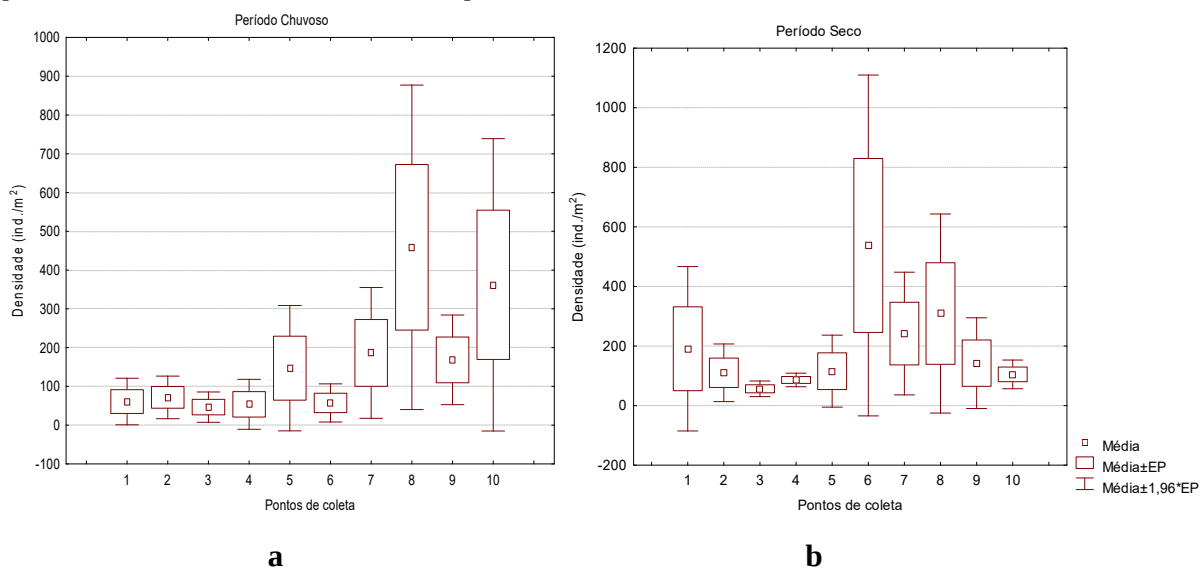 Período Chuvoso
1000
900
800
700
600
500
400
300
200
100
0
-100
Densidade (ind./m²)
1 2 3 4 5 6 7 8 9 10
Pontos de coleta
a
Período Seco
1200
1000
800
600
400
200
0
-200
Densidade (ind./m²)
1 2 3 4 5 6 7 8 9 10
Pontos de coleta
Média
Média±EP
Média±1,96*EP
b